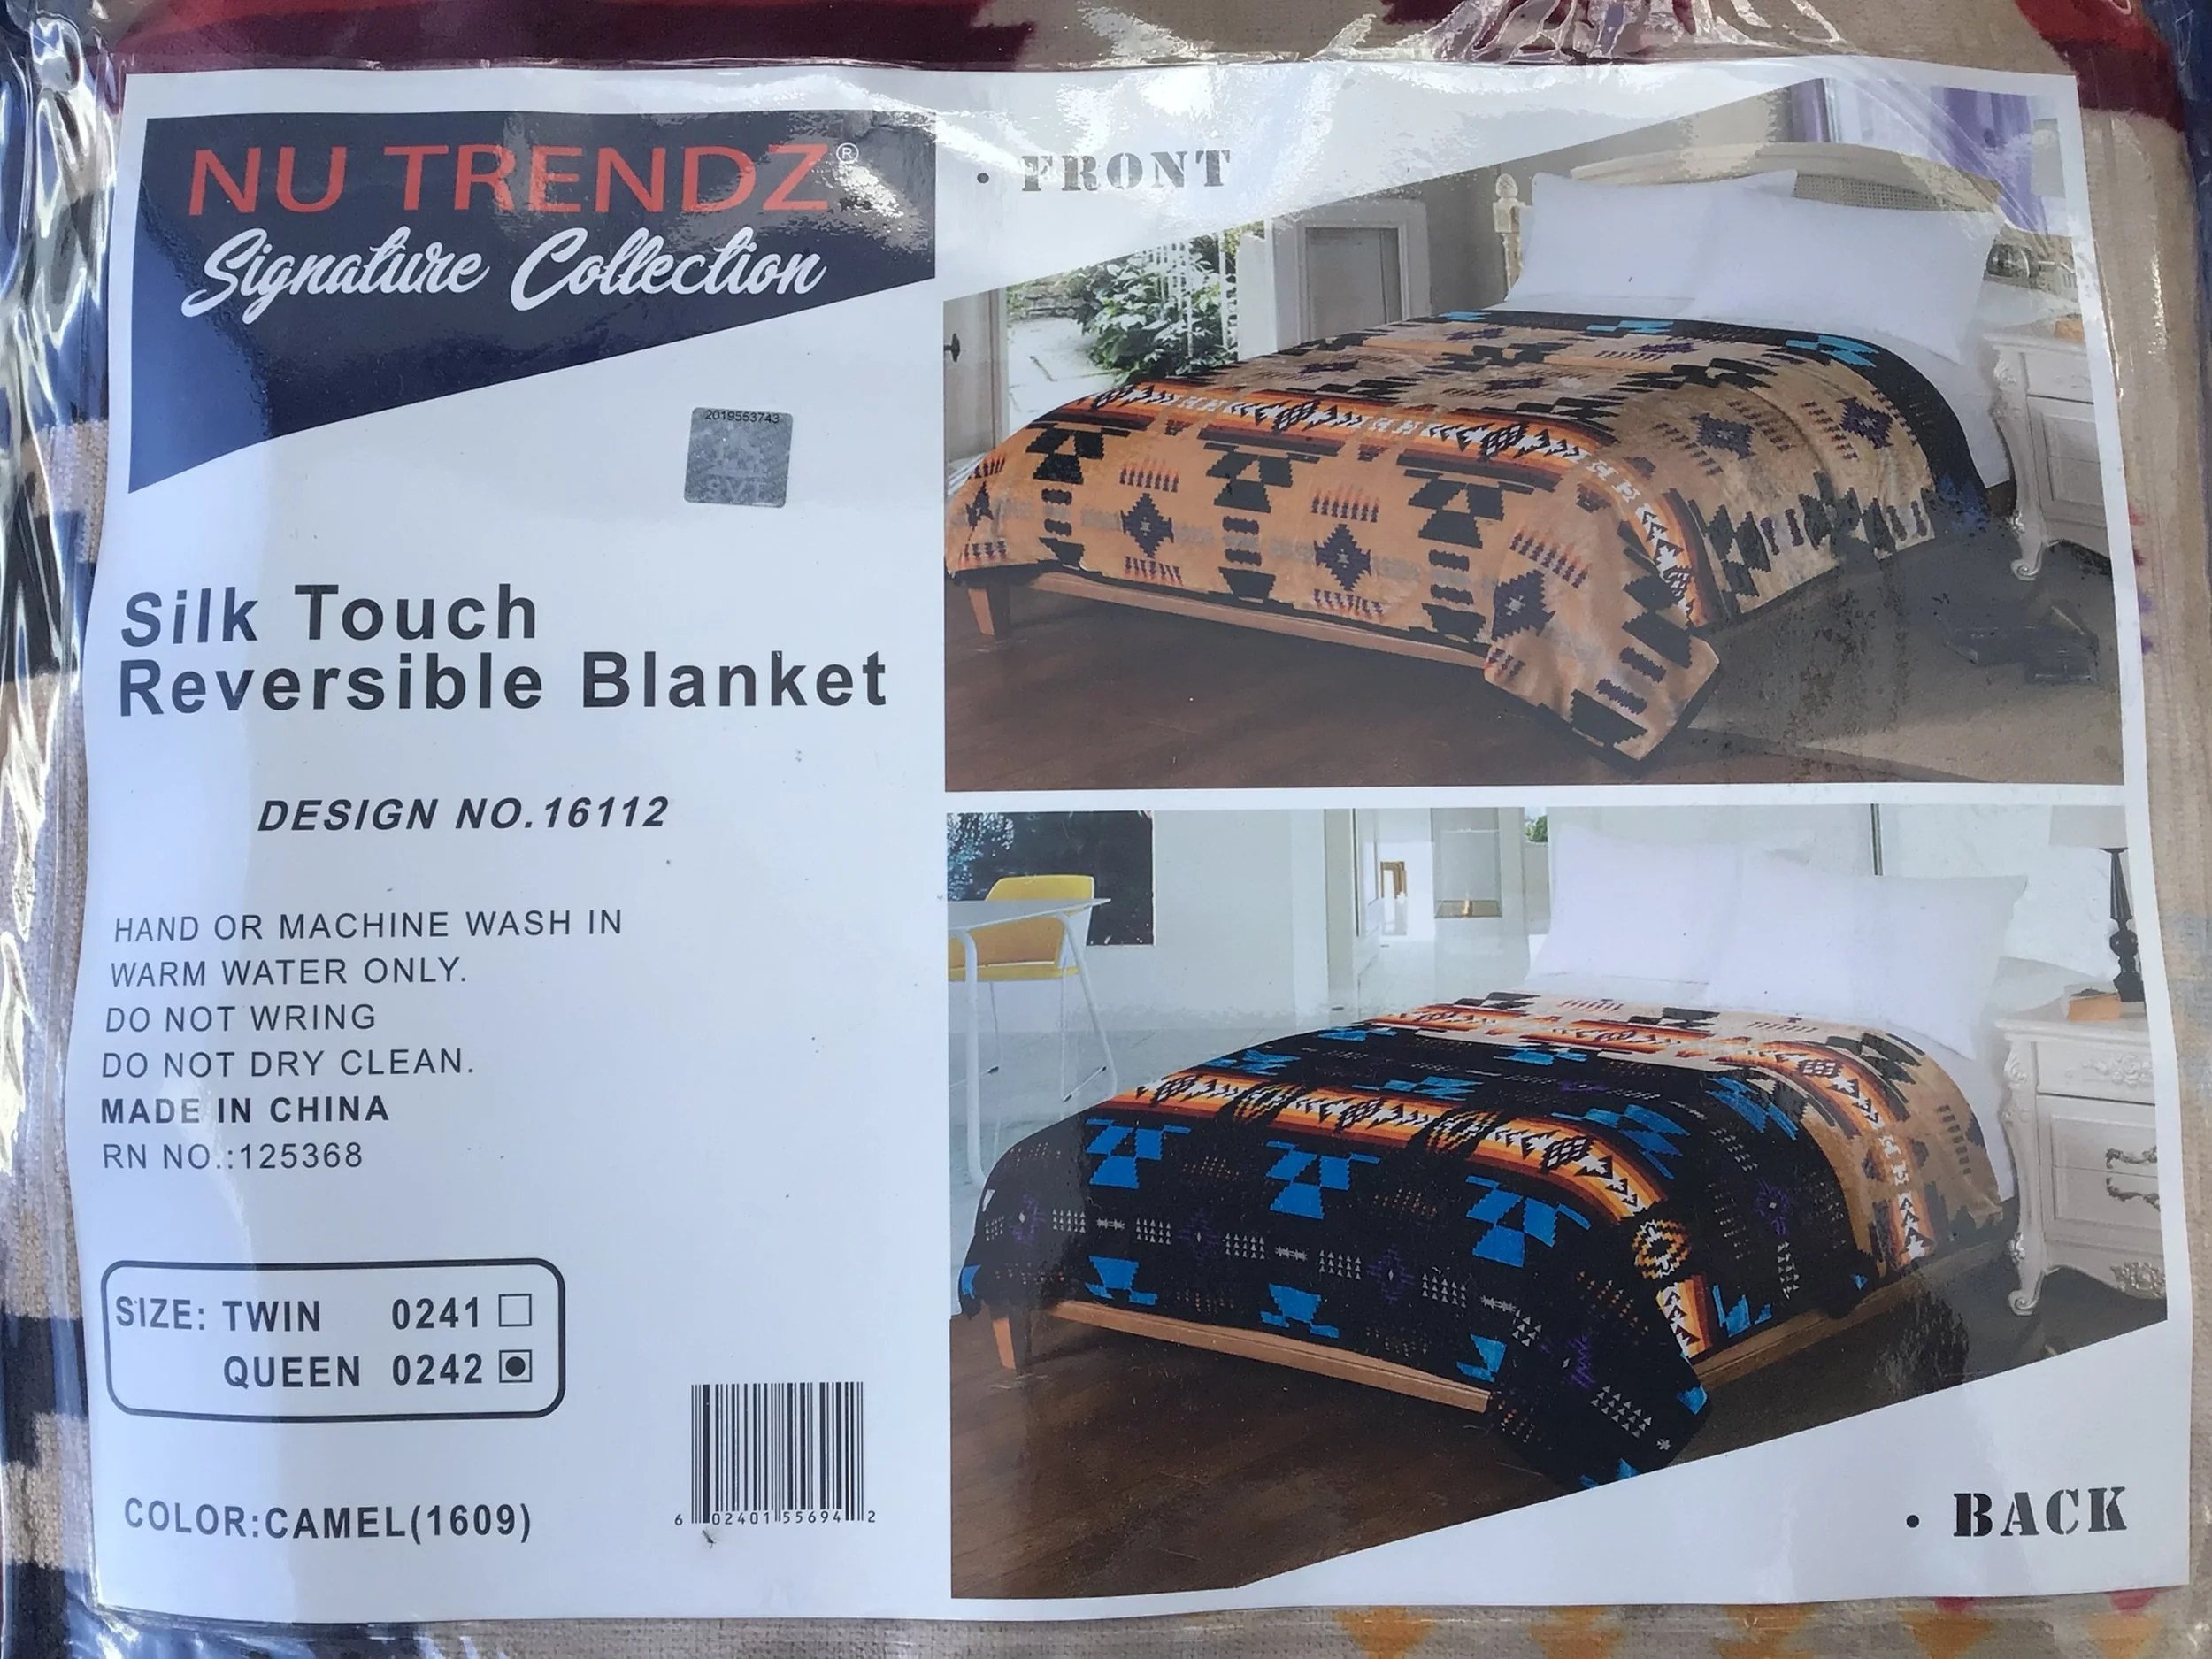 NU TRENDZ®
Signature Collection
2019553743
SVT
Silk Touch
Reversible Blanket
DESIGN NO.16112
HAND OR MACHINE WASH IN
WARM WATER ONLY.
DO NOT WRING
DO NOT DRY CLEAN.
MADE IN CHINA
RN NO.:125368
SIZE: TWIN 0241
QUEEN 0242
COLOR:CAMEL(1609)
6 02401 55694 2
• FRONT
• BACK